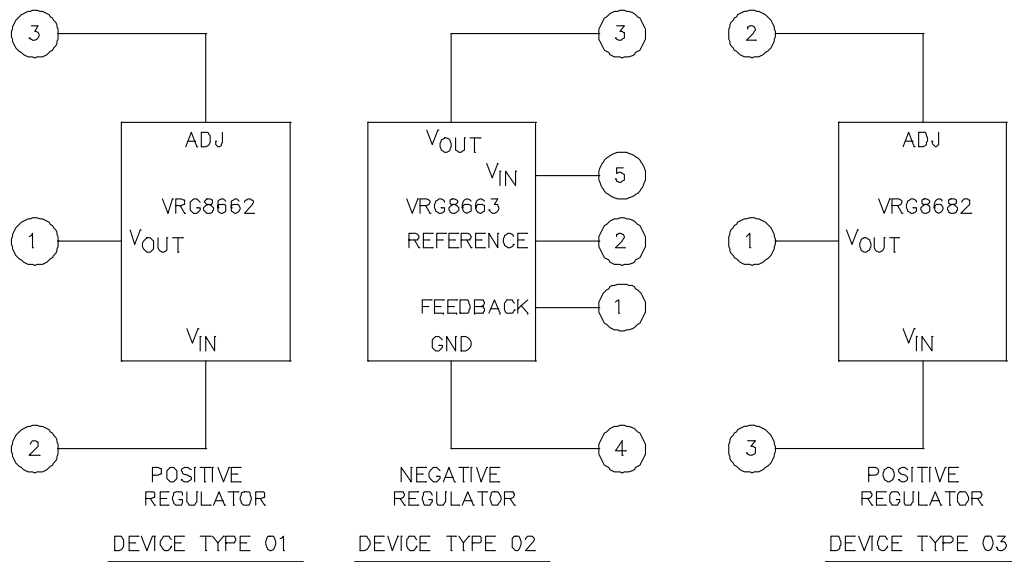 3
ADJ
VRG8662
1
VOUT
VIN
2
POSITIVE
REGULATOR
DEVICE TYPE 01
3
VOUT
VIN
5
VRG8663
REFERENCE
2
FEEDBACK
1
GND
4
NEGATIVE
REGULATOR
DEVICE TYPE 02
2
ADJ
VRG8682
1
VOUT
VIN
3
POSITIVE
REGULATOR
DEVICE TYPE 03